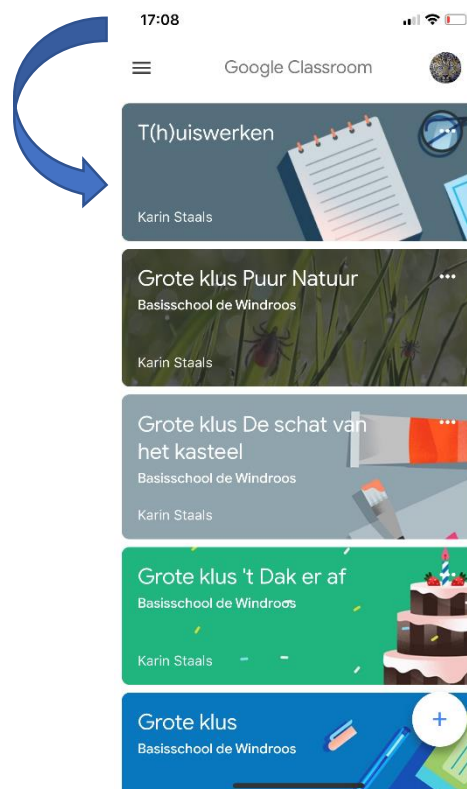 17:08
Google Classroom
T(h)uiswerken
Karin Staals
Grote klus Puur Natuur
Basisschool de Windroos
Karin Staals
Grote klus De schat van
het kasteel
Basisschool de Windroos
Karin Staals
Grote klus 't Dak er af
Basisschool de Windroos
Karin Staals
Grote klus
Basisschool de Windroos